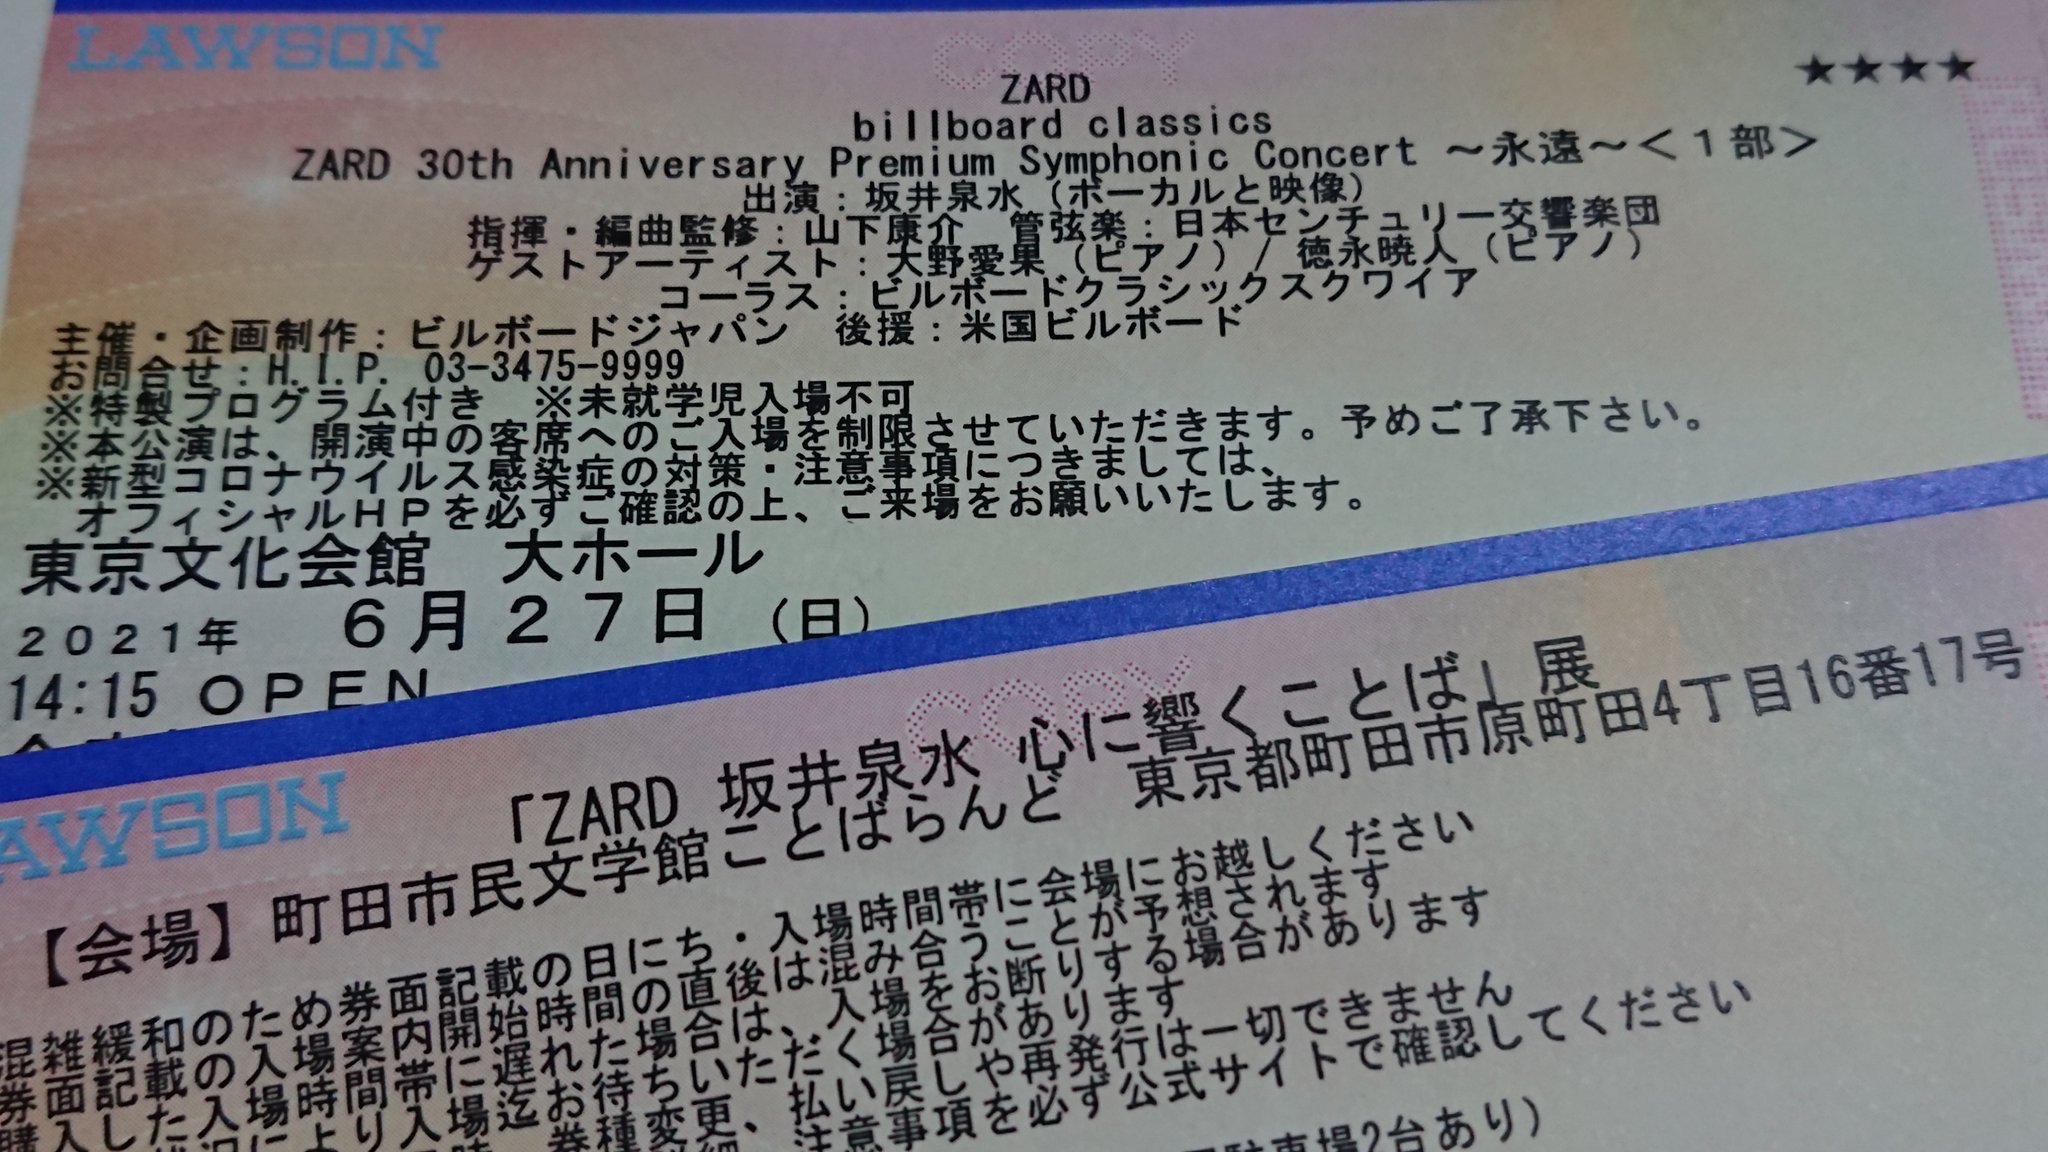 LAWSON
COPY
★★★★
ZARD
billboard classics
ZARD 30th Anniversary Premium Symphonic Concert ～永遠～＜１部＞
出演：坂井泉水（ボーカルと映像）
指揮・編曲監修：山下康介　管弦楽：日本センチュリー交響楽団
ゲストアーティスト：大野愛果（ピアノ）/ 徳永暁人（ピアノ）
コーラス：ビルボードクラシックスクワイア
主催・企画制作：ビルボードジャパン　後援：米国ビルボード
お問合せ：H.I.P. 03-3475-9999
※特製プログラム付き　※未就学児入場不可
※本公演は、開演中の客席へのご入場を制限させていただきます。予めご了承下さい。
※新型コロナウイルス感染症の対策・注意事項につきましては、
オフィシャルＨＰを必ずご確認の上、ご来場をお願いいたします。
東京文化会館　大ホール
２０２１年　６月２７日（日）
14:15 ＯＰＥＮ
COPY
AWSON
「ZARD 坂井泉水 心に響くことば」展
【会場】町田市民文学館ことばらんど　東京都町田市原町田4丁目16番17号
混雑緩和のため券面記載の日にち・入場時間帯に会場にお越しください
券面記載の入場案内開始時間の直後は混み合うことが予想されます
購入した入場時間帯に遅れた場合は、入場をお断りする場合があります
により入場迄お待ちいただく場合があります
券種変更、払い戻しや再発行は一切できません
注意事項を必ず公式サイトで確認してください
駐車場2台あり）